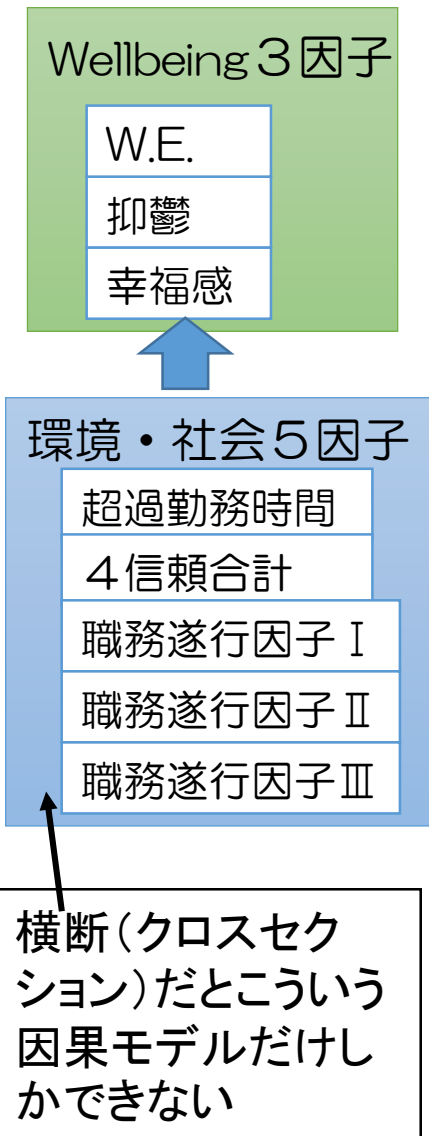 Wellbeing３因子
W.E.
抑鬱
幸福感
環境・社会５因子
超過勤務時間
４信頼合計
職務遂行因子Ⅰ
職務遂行因子Ⅱ
職務遂行因子Ⅲ
横断（クロスセク
ション）だとこういう
因果モデルだけし
かできない